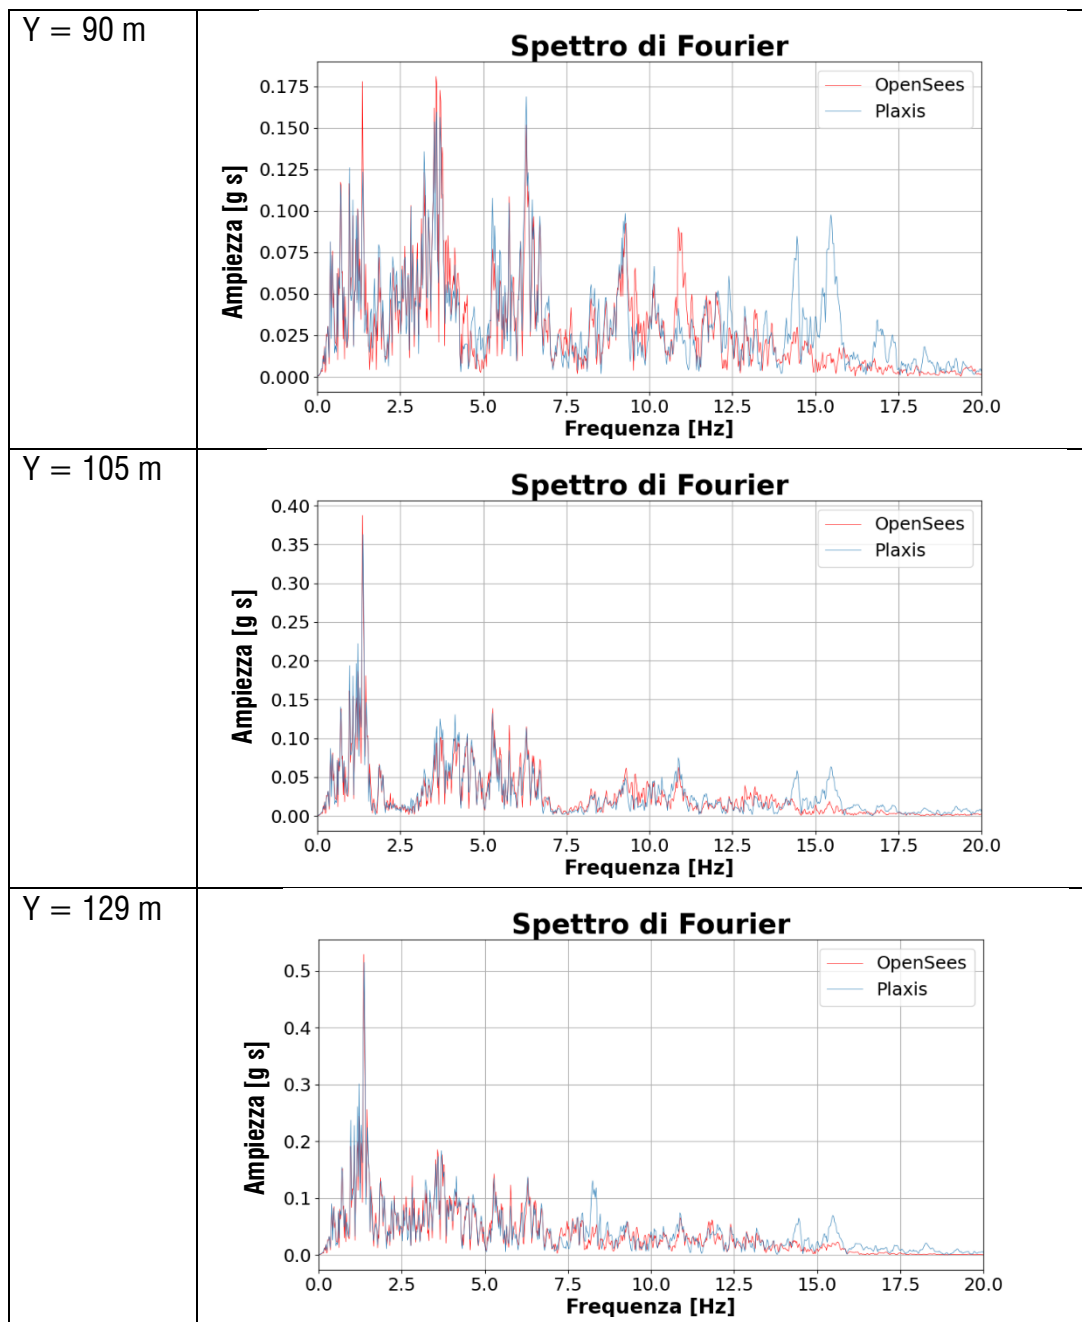 Y = 90 m
Spettro di Fourier
OpenSees
Plaxis
Ampiezza [g s]
0.175
0.150
0.125
0.100
0.075
0.050
0.025
0.000
0.0 2.5 5.0 7.5 10.0 12.5 15.0 17.5 20.0
Frequenza [Hz]
Y = 105 m
Spettro di Fourier
OpenSees
Plaxis
Ampiezza [g s]
0.40
0.35
0.30
0.25
0.20
0.15
0.10
0.05
0.00
0.0 2.5 5.0 7.5 10.0 12.5 15.0 17.5 20.0
Frequenza [Hz]
Y = 129 m
Spettro di Fourier
OpenSees
Plaxis
Ampiezza [g s]
0.5
0.4
0.3
0.2
0.1
0.0
0.0 2.5 5.0 7.5 10.0 12.5 15.0 17.5 20.0
Frequenza [Hz]